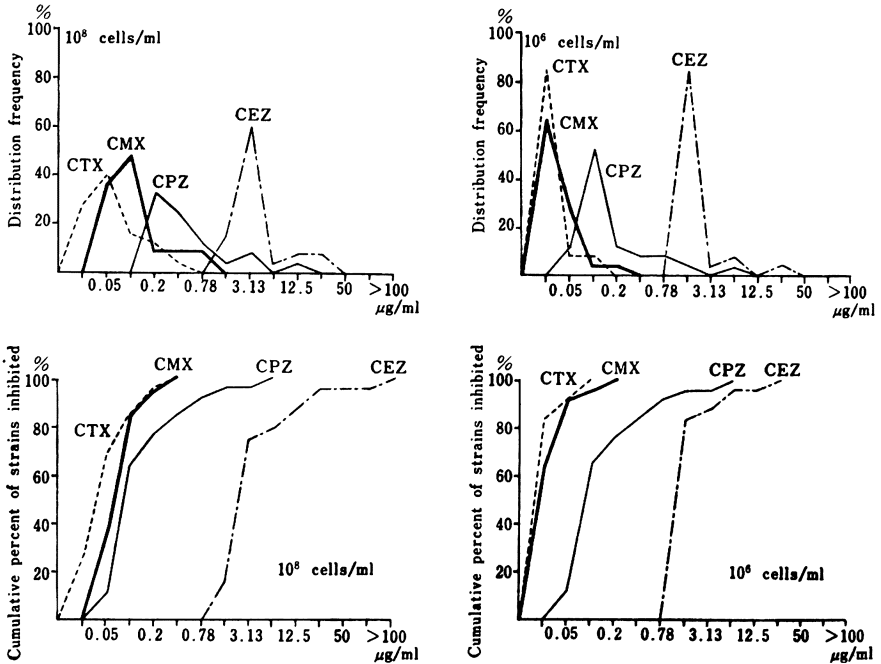 %
10⁸ cells/ml
Distribution frequency
100
80
60
40
20
CTX
CMX
CPZ
CEZ
0.05 0.2 0.78 3.13 12.5 50 >100
μg/ml
%
10⁶ cells/ml
Distribution frequency
100
80
60
40
20
CTX
CMX
CPZ
CEZ
0.05 0.2 0.78 3.13 12.5 50 >100
μg/ml
%
Cumulative percent of strains inhibited
100
80
60
40
20
CTX
CMX
CPZ
CEZ
10⁸ cells/ml
0.05 0.2 0.78 3.13 12.5 50 >100
μg/ml
%
Cumulative percent of strains inhibited
100
80
60
40
20
CTX
CMX
CPZ
CEZ
10⁶ cells/ml
0.05 0.2 0.78 3.13 12.5 50 >100
μg/ml